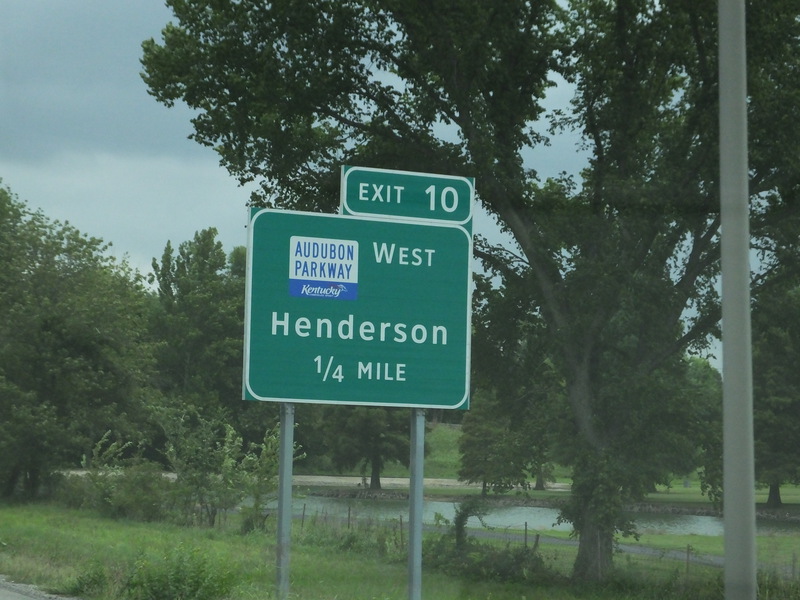 EXIT 10
AUDUBON
PARKWAY
Kentucky
WEST
Henderson
1/4 MILE